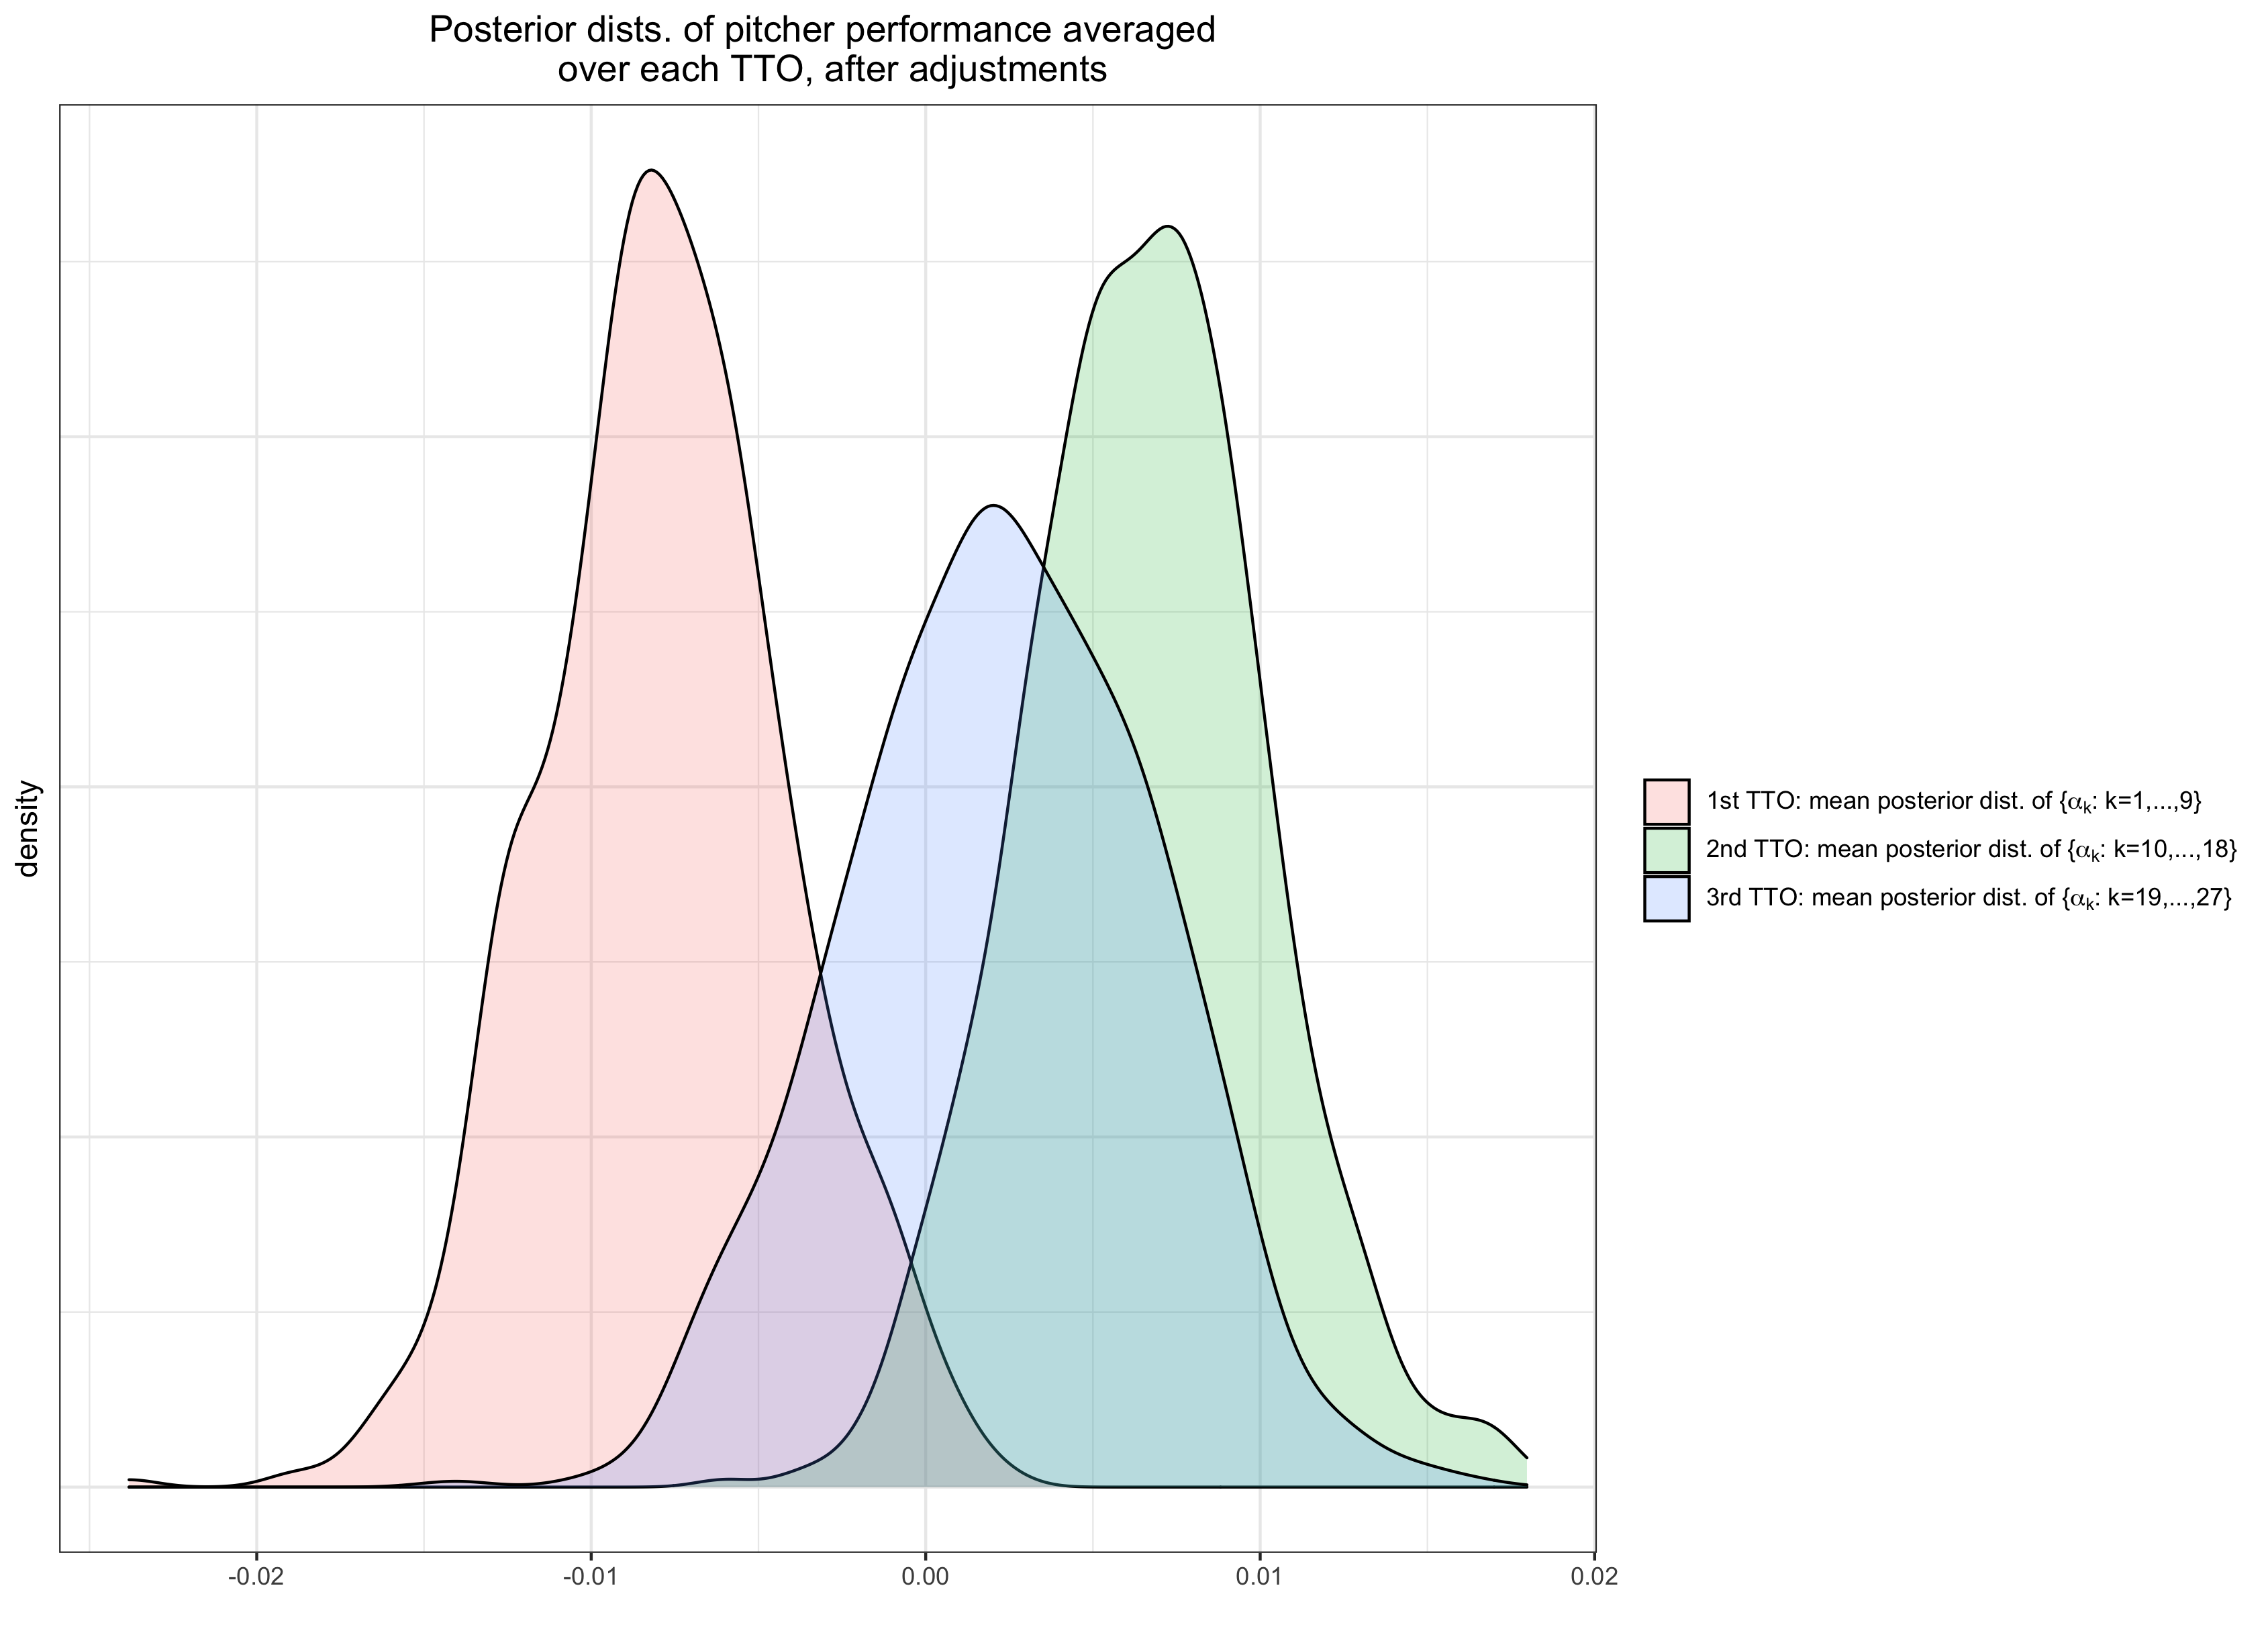 Posterior dists. of pitcher performance averaged
over each TTO, after adjustments
density
1st TTO: mean posterior dist. of {αk: k=1,...,9}
2nd TTO: mean posterior dist. of {αk: k=10,...,18}
3rd TTO: mean posterior dist. of {αk: k=19,...,27}
-0.02 -0.01 0.00 0.01 0.02